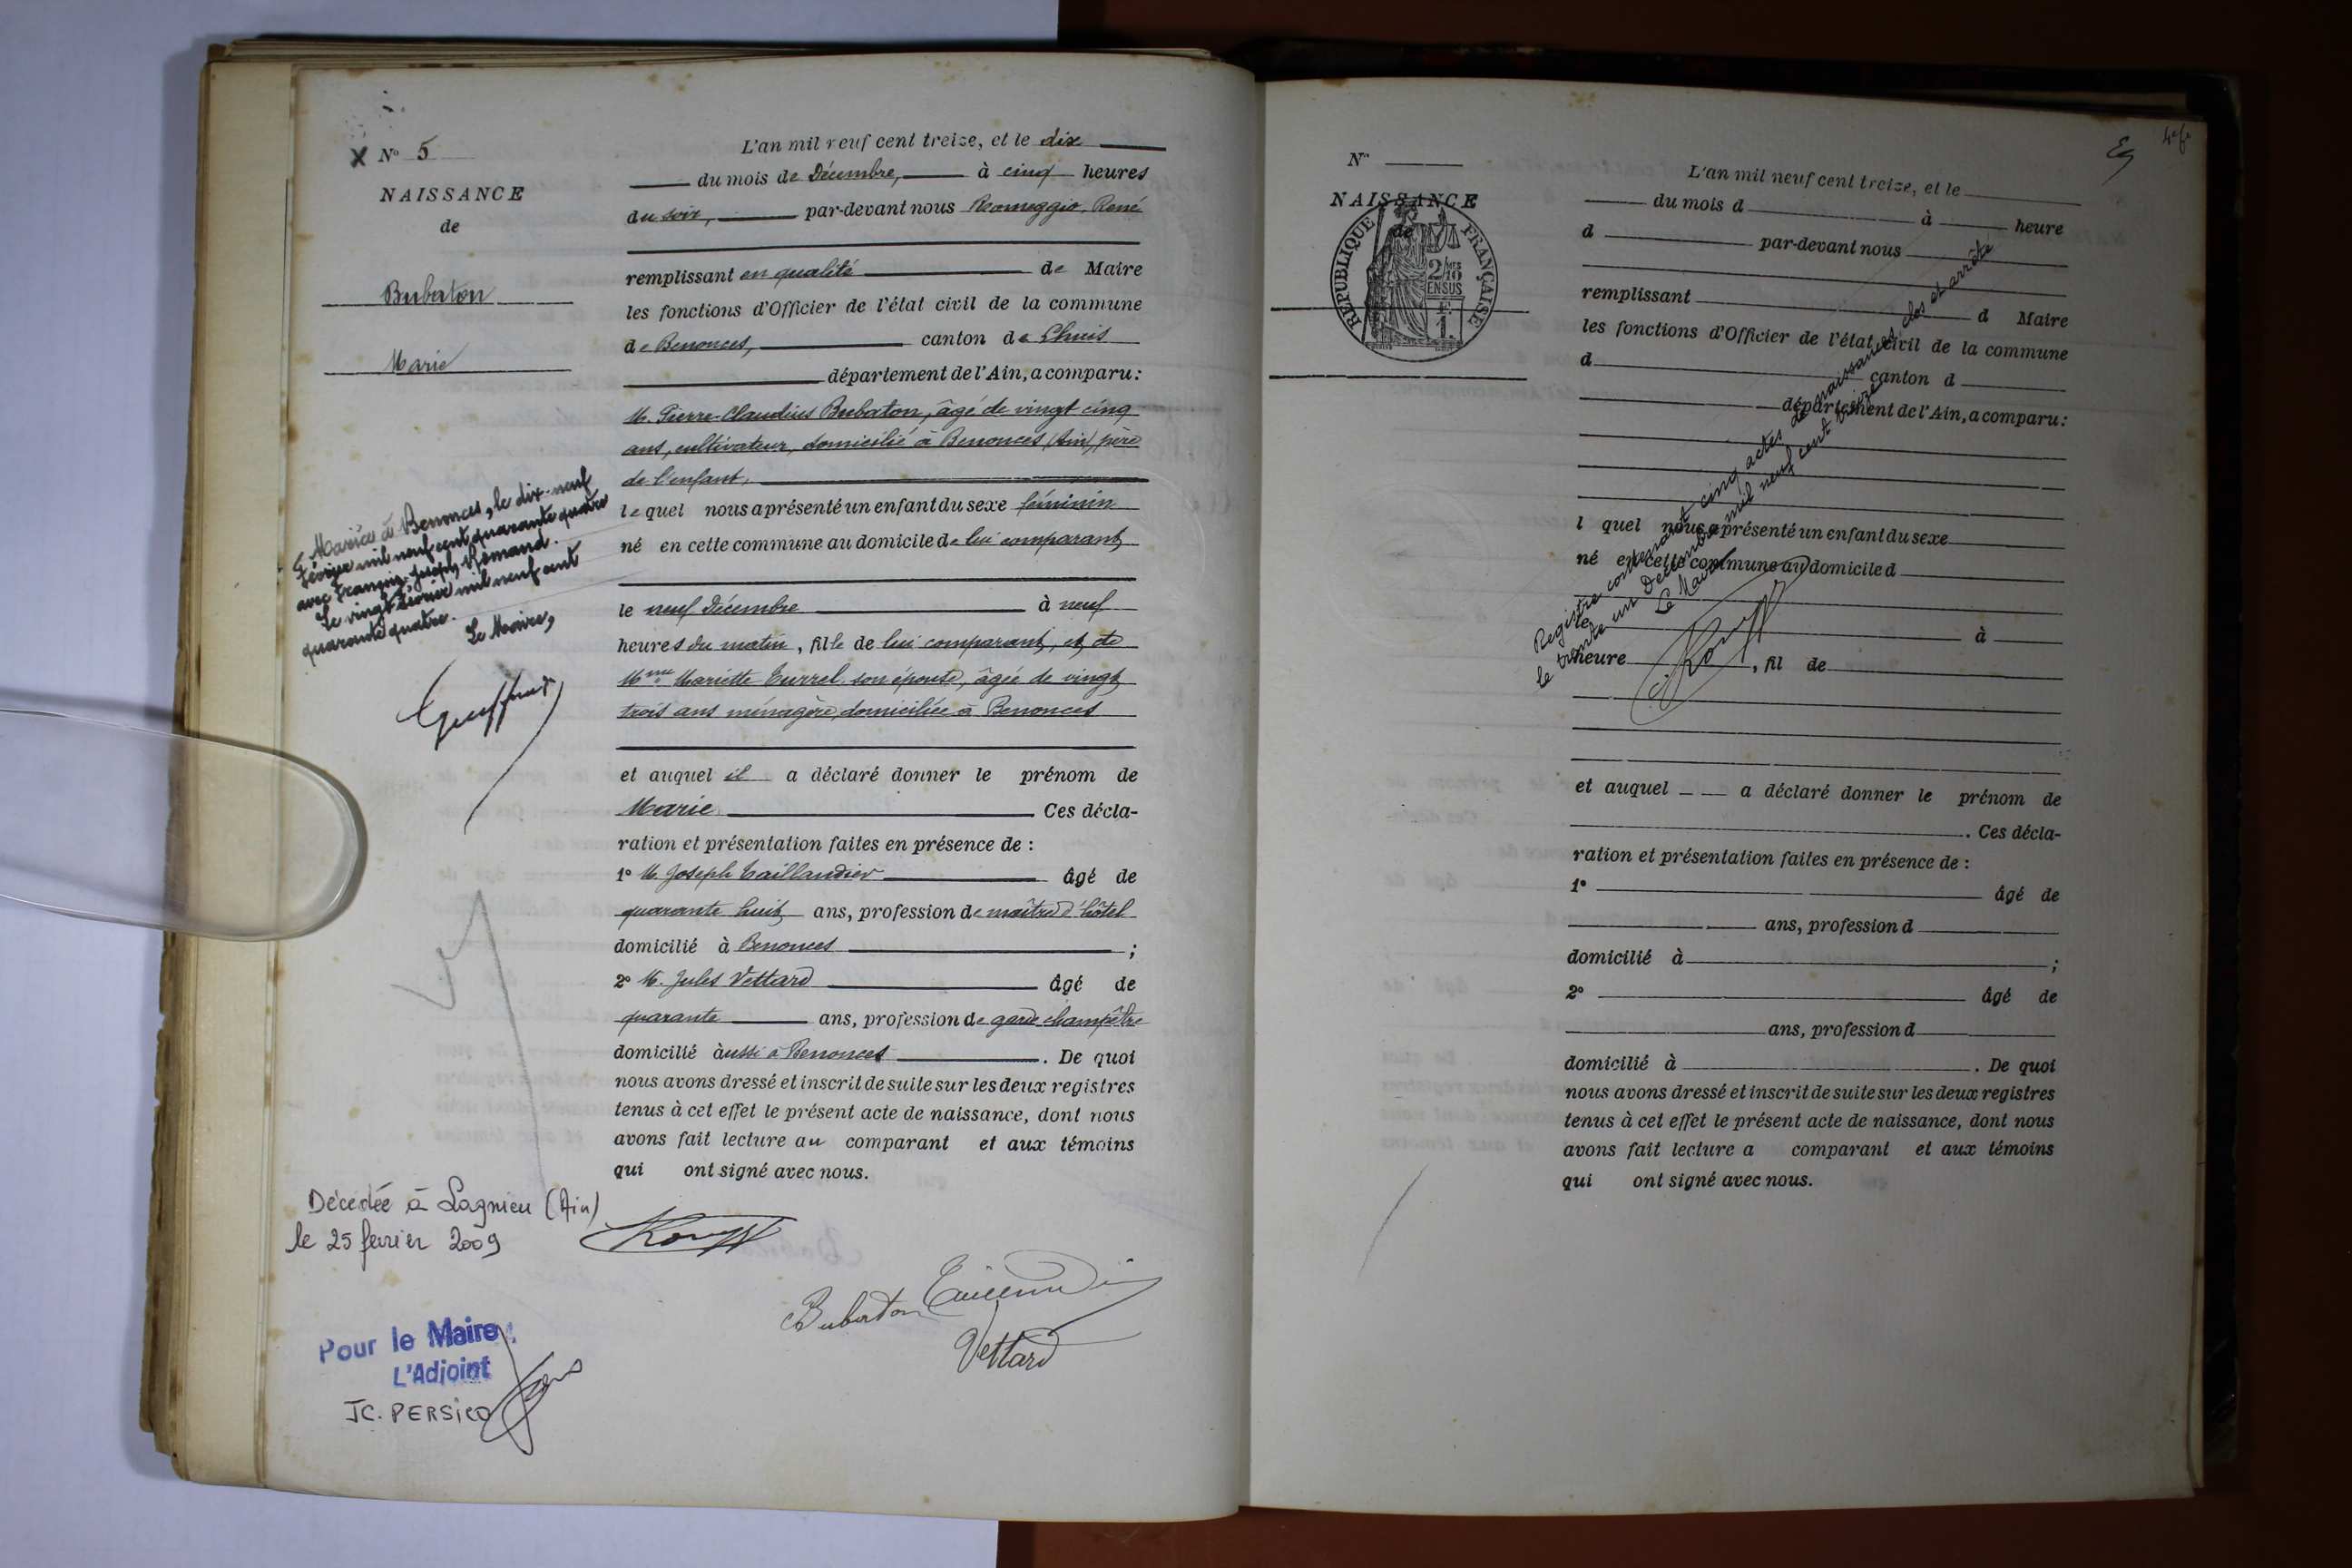 X N° 5
NAISSANCE
de
Bubaton
Marie
L'an mil neuf cent treize, et le dix
du mois de Décembre, à cinq heures
du soir, par-devant nous Romeggio, René
remplissant en qualité de Maire
les fonctions d'Officier de l'état civil de la commune
de Benonces, canton de Lhuis
département de l'Ain, a comparu :
M. Pierre-Claudius Bubaton, âgé de vingt cinq
ans, cultivateur, domicilié à Benonces (Ain) père
de l'enfant,
lequel nous a présenté un enfant du sexe féminin
né en cette commune au domicile de lui comparant,
le neuf Décembre à neuf
heures du matin, fille de lui comparant, et de
Mme Mariette Turrel son épouse, âgée de vingt
trois ans ménagère, domiciliée à Benonces
et auquel il a déclaré donner le prénom de
Marie Ces décla-
ration et présentation faites en présence de :
1° M. Joseph Taillandier âgé de
quarante huit ans, profession de maître d'hôtel
domicilié à Benonces ;
2° M. Jules Vettard âgé de
quarante ans, profession de garde champêtre
domicilié aussi à Benonces . De quoi
nous avons dressé et inscrit de suite sur les deux registres
tenus à cet effet le présent acte de naissance, dont nous
avons fait lecture au comparant et aux témoins
qui ont signé avec nous.
Bubaton
Vettard
Mariée à Benonces, le dix-neuf
février mil neuf cent quarante quatre
avec François, Joseph, Rémand.
Le vingt février mil neuf cent
quarante quatre.
Le Maire,
Décédée à Lagnieu (Ain)
le 25 février 2009
Pour le Maire,
L'Adjoint
JC. PERSICO
N°
NAISSANCE
de
REPUBLIQUE FRANÇAISE
2/10 MES
EN SUS
1F.
L'an mil neuf cent treize, et le
du mois d à heure
d par-devant nous
remplissant d Maire
les fonctions d'Officier de l'état civil de la commune
d canton d
département de l'Ain, a comparu :
l quel nous a présenté un enfant du sexe
né en cette commune au domicile d
le à
heure , fil de
et auquel a déclaré donner le prénom de
. Ces décla-
ration et présentation faites en présence de :
1° âgé de
ans, profession d
domicilié à ;
2° âgé de
ans, profession d
domicilié à . De quoi
nous avons dressé et inscrit de suite sur les deux registres
tenus à cet effet le présent acte de naissance, dont nous
avons fait lecture a comparant et aux témoins
qui ont signé avec nous.
Registre contenant cinq actes de naissances, clos et arrêté
le trente un Décembre mil neuf cent treize
Le Maire